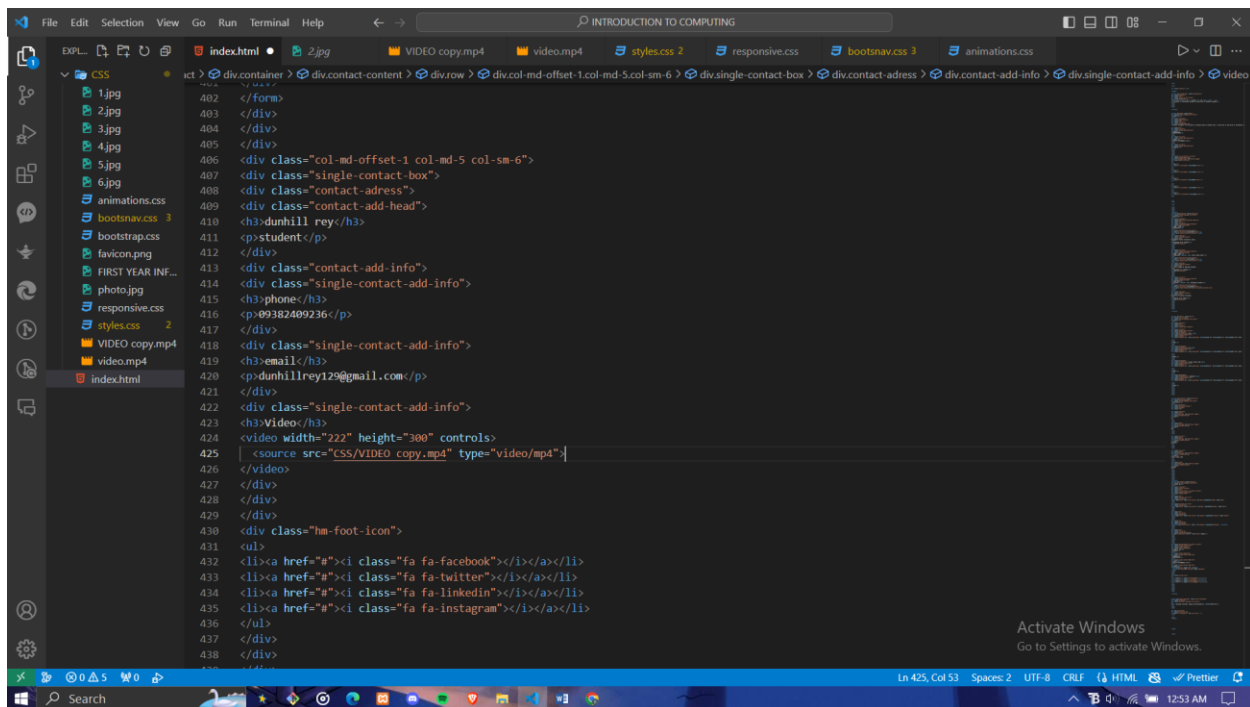 File Edit Selection View Go Run Terminal Help INTRODUCTION TO COMPUTING
EXPL... index.html 2.jpg VIDEO copy.mp4 video.mp4 styles.css 2 responsive.css bootsnav.css 3 animations.css
CSS
act > div.container > div.contact-content > div.row > div.col-md-offset-1.col-md-5.col-sm-6 > div.single-contact-box > div.contact-adress > div.contact-add-info > div.single-contact-add-info > video
1.jpg
2.jpg
3.jpg
4.jpg
5.jpg
6.jpg
animations.css
bootsnav.css 3
bootstrap.css
favicon.png
FIRST YEAR INF...
photo.jpg
responsive.css
styles.css 2
VIDEO copy.mp4
video.mp4
index.html
401 </div>
402 </form>
403 </div>
404 </div>
405 </div>
406 <div class="col-md-offset-1 col-md-5 col-sm-6">
407 <div class="single-contact-box">
408 <div class="contact-adress">
409 <div class="contact-add-head">
410 <h3>dunhill rey</h3>
411 <p>student</p>
412 </div>
413 <div class="contact-add-info">
414 <div class="single-contact-add-info">
415 <h3>phone</h3>
416 <p>09382409236</p>
417 </div>
418 <div class="single-contact-add-info">
419 <h3>email</h3>
420 <p>dunhillrey129@gmail.com</p>
421 </div>
422 <div class="single-contact-add-info">
423 <h3>Video</h3>
424 <video width="222" height="300" controls>
425 <source src="CSS/VIDEO copy.mp4" type="video/mp4">
426 </video>
427 </div>
428 </div>
429 </div>
430 <div class="hm-foot-icon">
431 <ul>
432 <li><a href="#"><i class="fa fa-facebook"></i></a></li>
433 <li><a href="#"><i class="fa fa-twitter"></i></a></li>
434 <li><a href="#"><i class="fa fa-linkedin"></i></a></li>
435 <li><a href="#"><i class="fa fa-instagram"></i></a></li>
436 </ul>
437 </div>
438 </div>
Activate Windows
Go to Settings to activate Windows.
0 5 0 Ln 425, Col 53 Spaces: 2 UTF-8 CRLF HTML Prettier
Search 12:53 AM